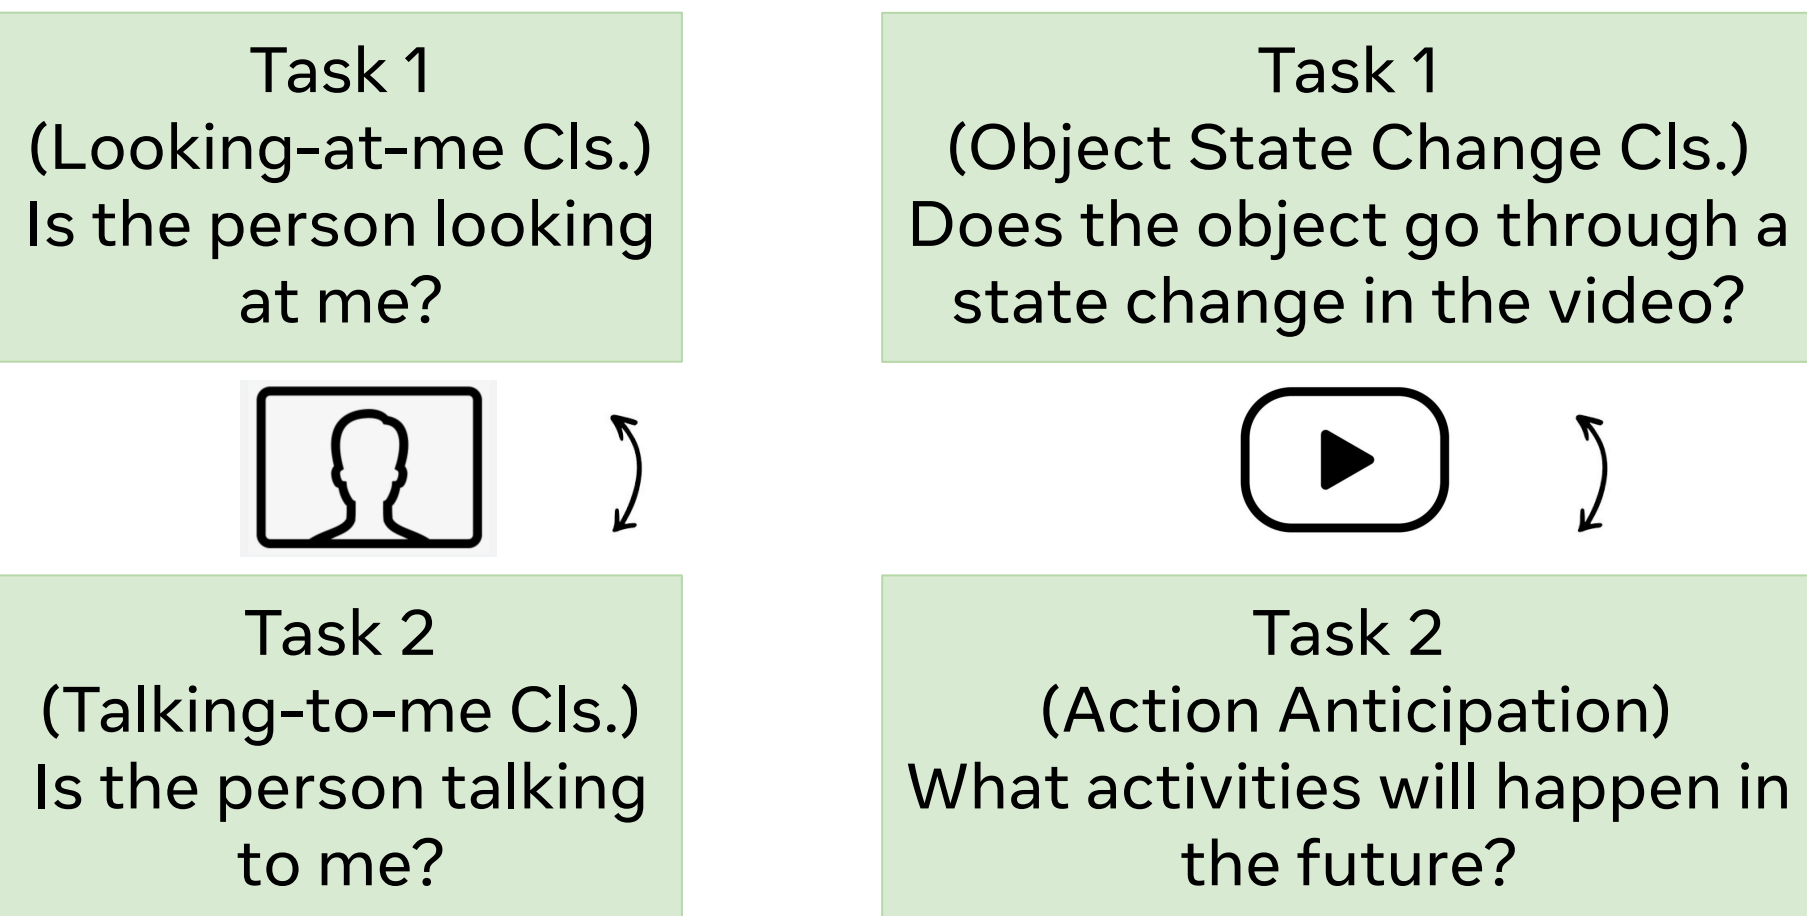 Task 1
(Looking-at-me Cls.)
Is the person looking
at me?
Task 1
(Object State Change Cls.)
Does the object go through a
state change in the video?
Task 2
(Talking-to-me Cls.)
Is the person talking
to me?
Task 2
(Action Anticipation)
What activities will happen in
the future?